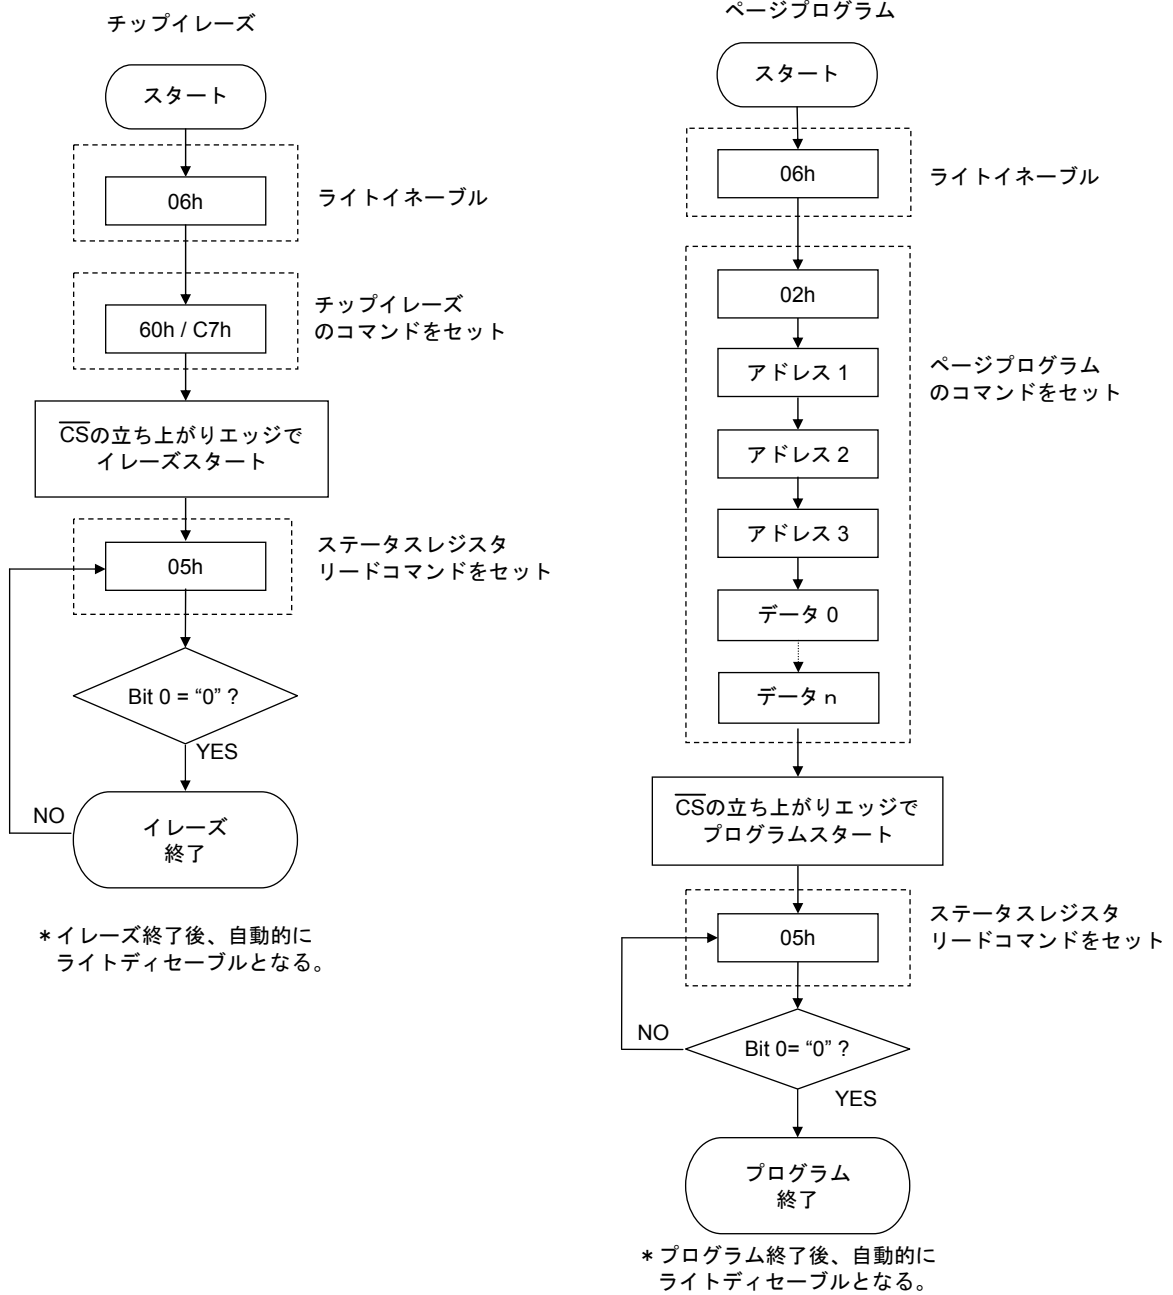 チップイレーズ
スタート
06h
ライトイネーブル
60h / C7h
チップイレーズ
のコマンドをセット
CSの立ち上がりエッジで
イレーズスタート
05h
ステータスレジスタ
リードコマンドをセット
Bit 0 = “0” ?
YES
NO
イレーズ
終了
*イレーズ終了後、自動的に
ライトディセーブルとなる。
ページプログラム
スタート
06h
ライトイネーブル
02h
アドレス 1
アドレス 2
アドレス 3
データ 0
データ n
ページプログラム
のコマンドをセット
CSの立ち上がりエッジで
プログラムスタート
05h
ステータスレジスタ
リードコマンドをセット
Bit 0= “0” ?
NO
YES
プログラム
終了
*プログラム終了後、自動的に
ライトディセーブルとなる。